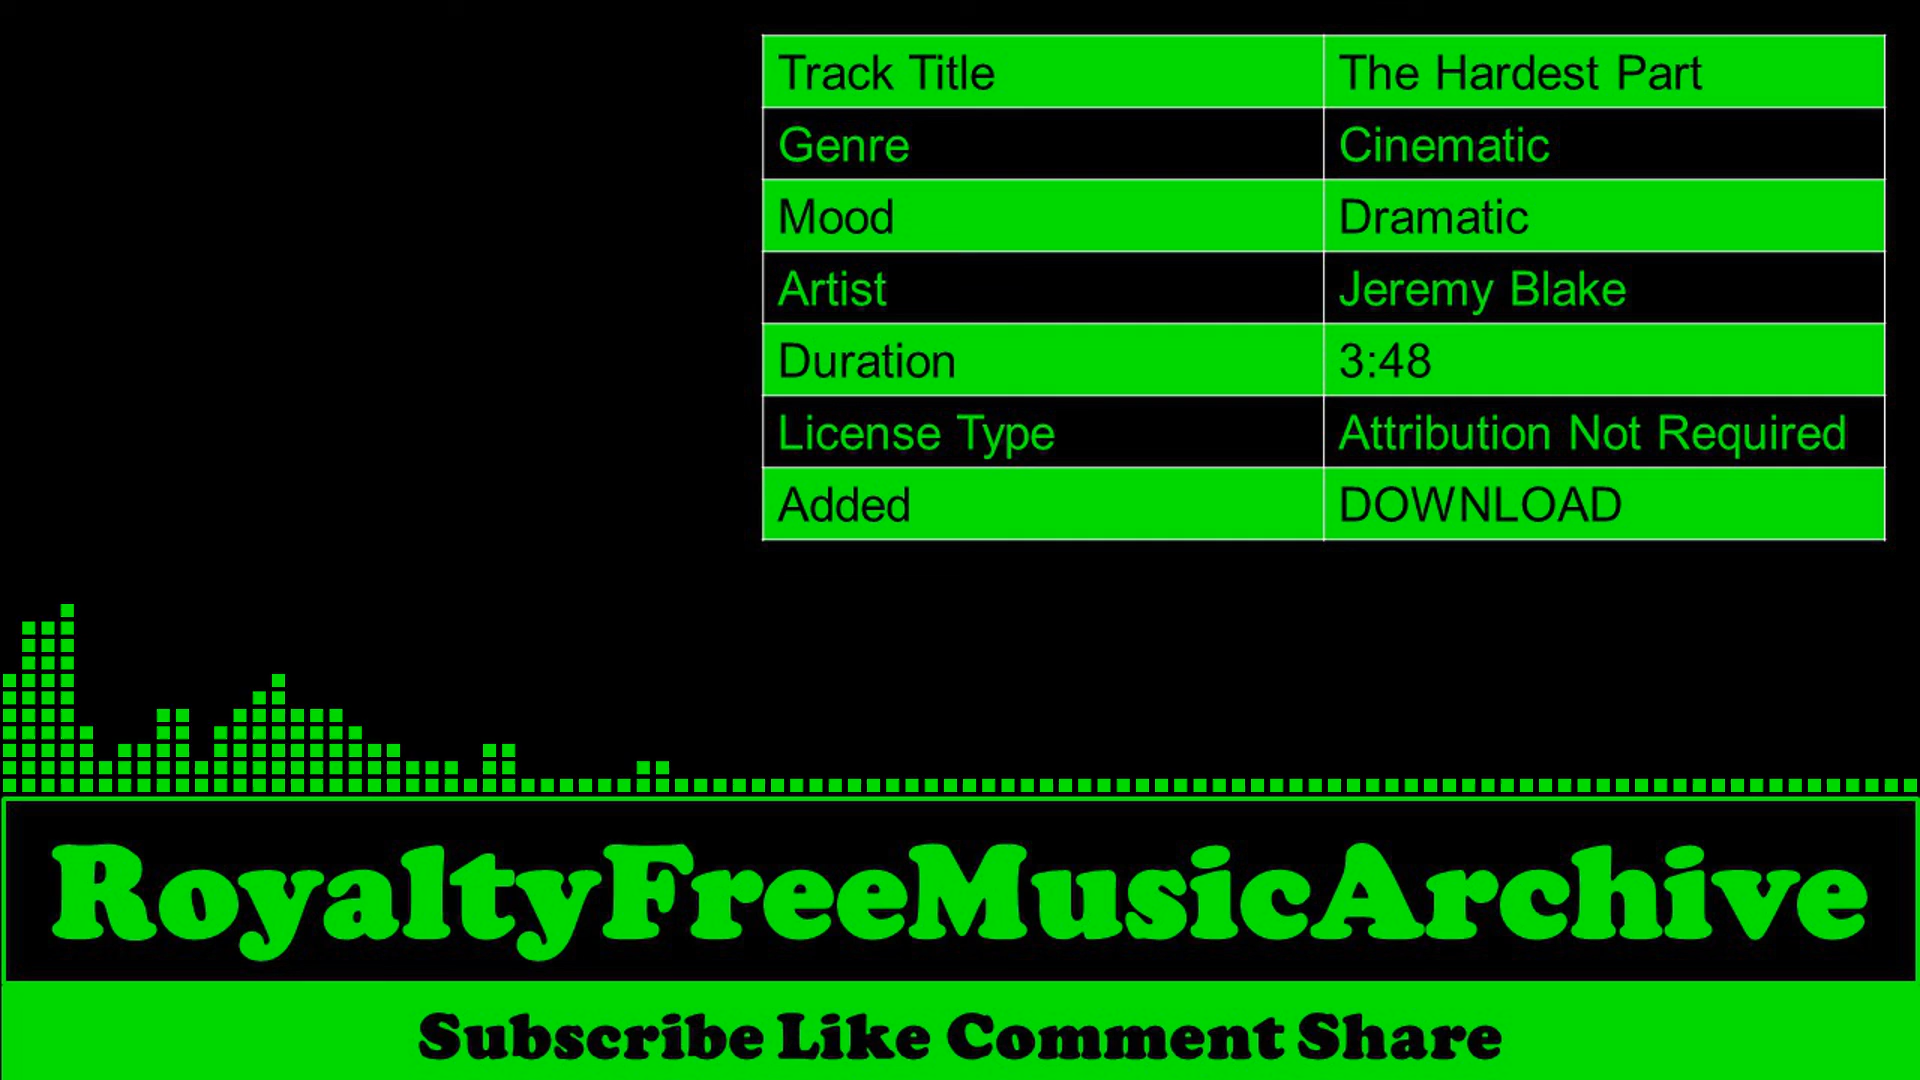 Track Title The Hardest Part
Genre Cinematic
Mood Dramatic
Artist Jeremy Blake
Duration 3:48
License Type Attribution Not Required
Added DOWNLOAD
RoyaltyFreeMusicArchive
Subscribe Like Comment Share